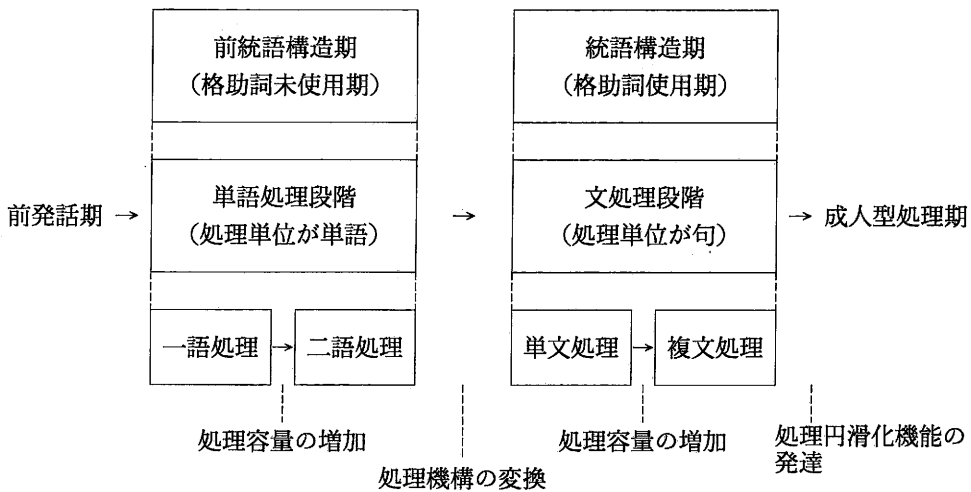 前統語構造期
（格助詞未使用期）
統語構造期
（格助詞使用期）
前発話期 →
単語処理段階
（処理単位が単語）
→
文処理段階
（処理単位が句）
→ 成人型処理期
一語処理 → 二語処理
単文処理 → 複文処理
処理容量の増加
処理機構の変換
処理容量の増加
処理円滑化機能の
発達